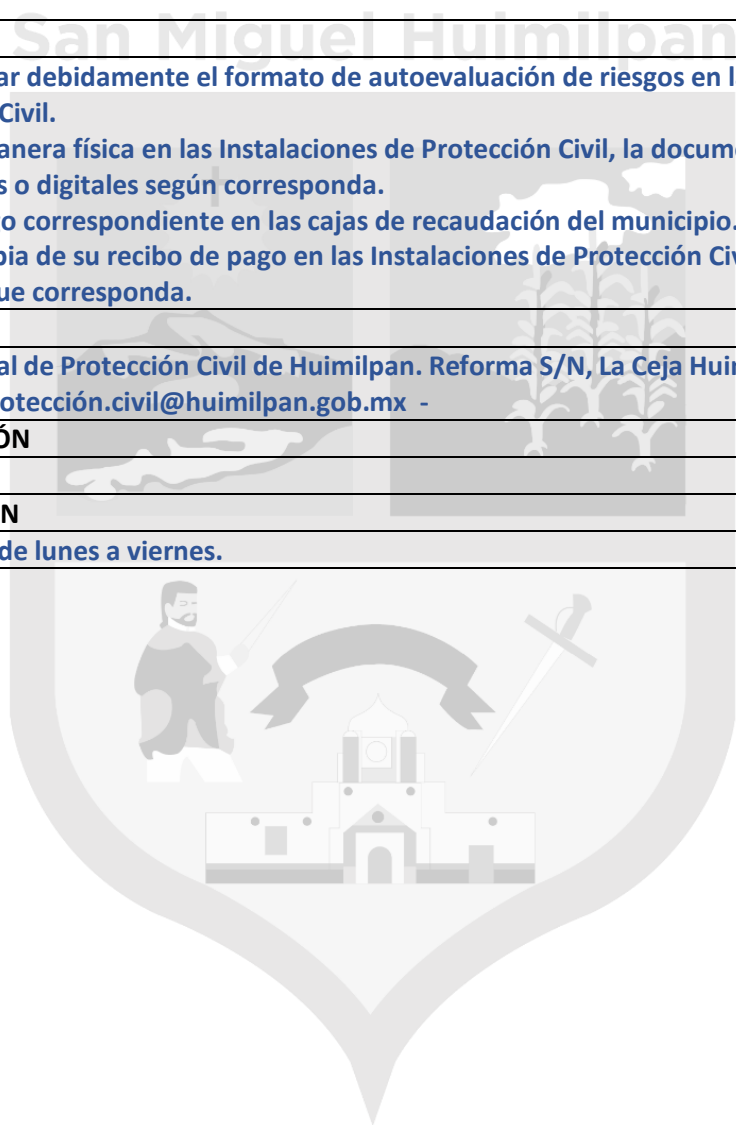 San Miguel Huimilpan
ar debidamente el formato de autoevaluación de riesgos en l
Civil.
anera física en las Instalaciones de Protección Civil, la docume
s o digitales según corresponda.
o correspondiente en las cajas de recaudación del municipio.
pia de su recibo de pago en las Instalaciones de Protección Civ
ue corresponda.
al de Protección Civil de Huimilpan. Reforma S/N, La Ceja Huim
otección.civil@huimilpan.gob.mx -
ÓN
N
de lunes a viernes.